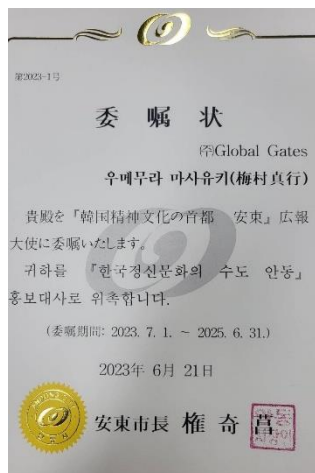 第2023-1号
委嘱状
㈜Global Gates
우메무라 마사유키(梅村真行)
貴殿を『韓国精神文化の首都 安東』広報
大使に委嘱いたします。
귀하를 『한국정신문화의 수도 안동』
홍보대사로 위촉합니다.
(委嘱期間: 2023. 7. 1. ~ 2025. 6. 31.)
2023年 6月 21日
安東市長 権奇昌